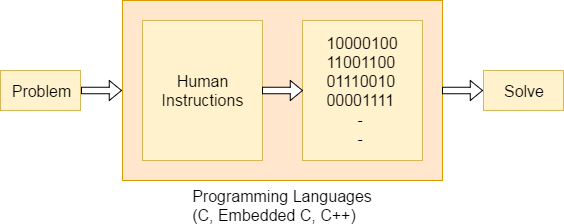 Problem
Human
Instructions
10000100
11001100
01110010
00001111
-
-
Solve
Programming Languages
(C, Embedded C, C++)